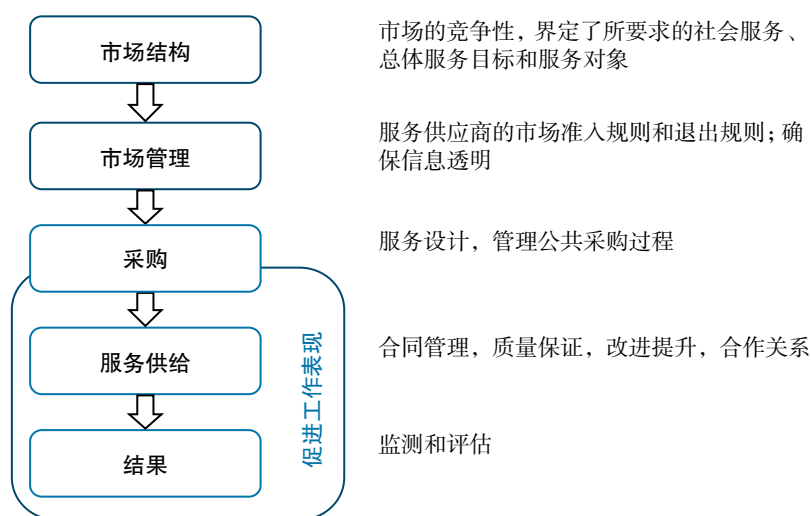 市场结构
市场的竞争性，界定了所要求的社会服务、
总体服务目标和服务对象
市场管理
服务供应商的市场准入规则和退出规则；确
保信息透明
采购
服务设计，管理公共采购过程
服务供给
合同管理，质量保证，改进提升，合作关系
促进工作表现
结果
监测和评估